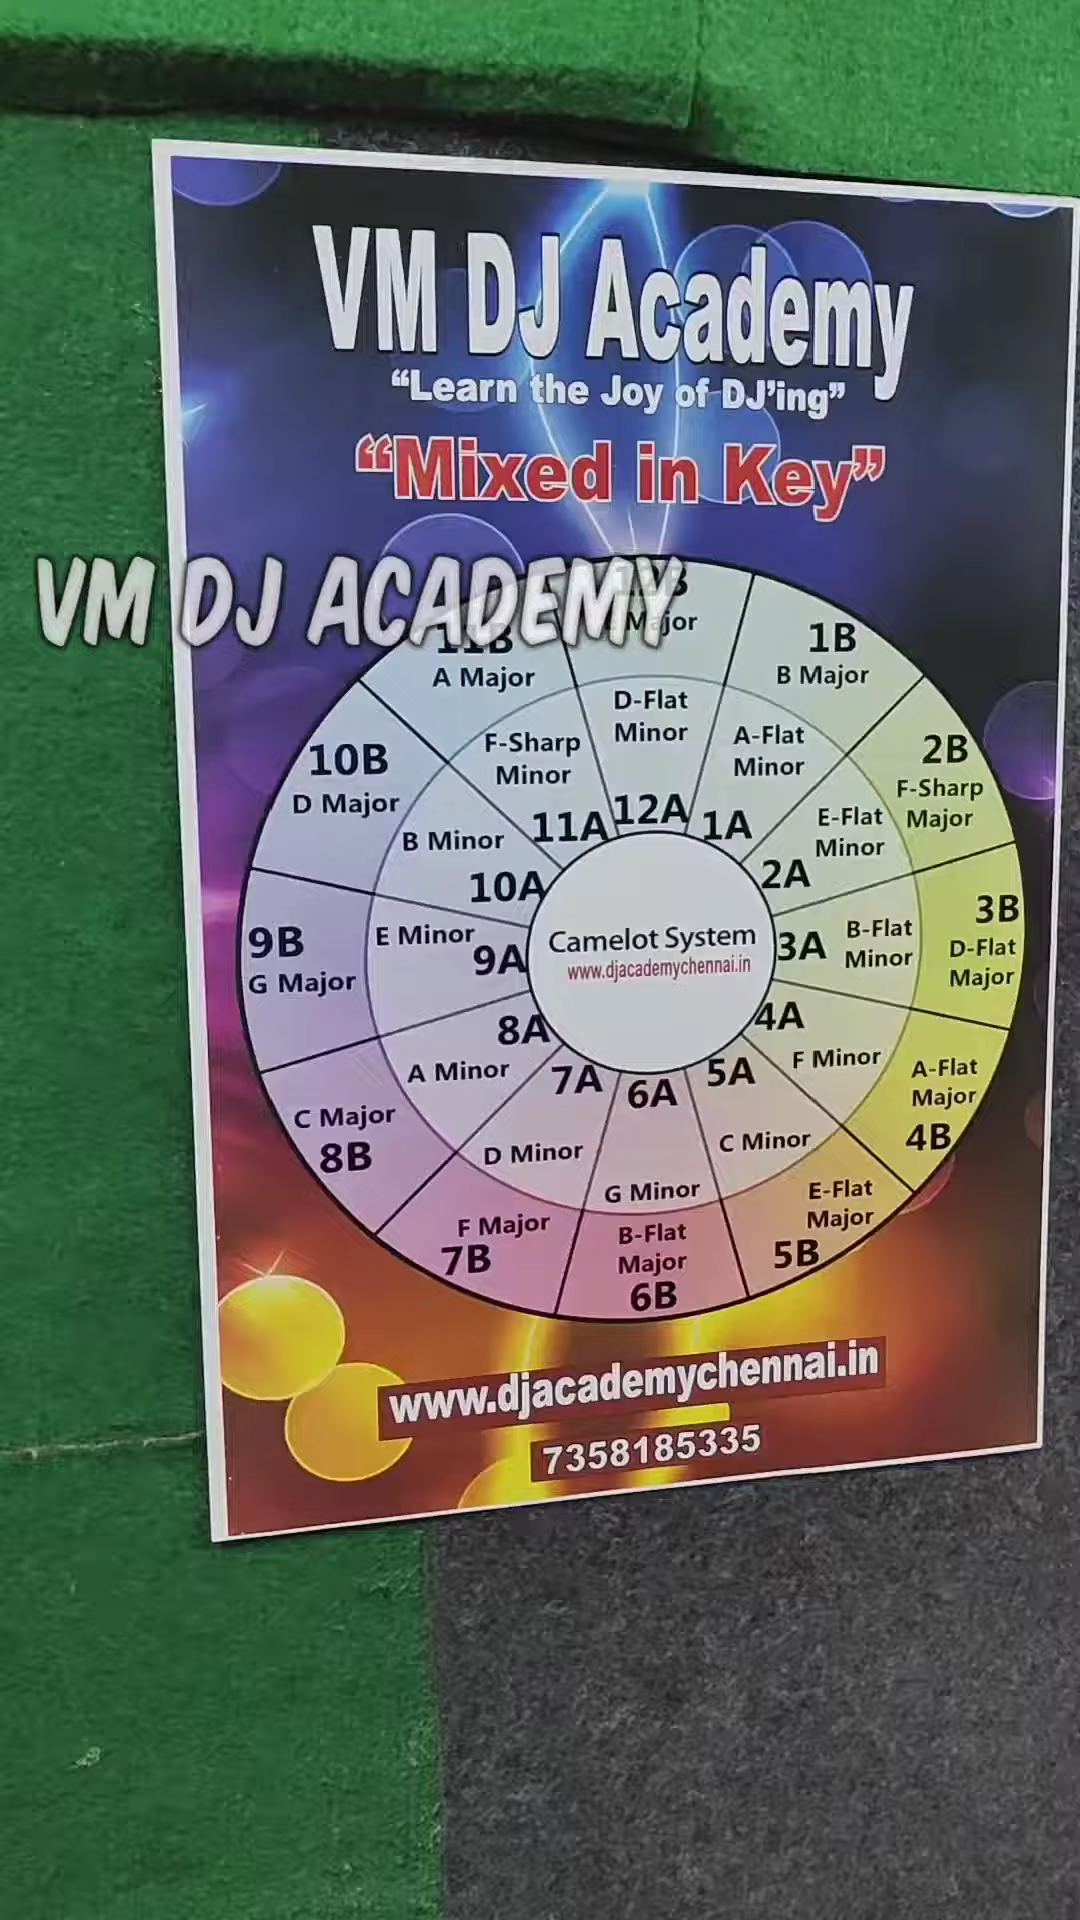 VM DJ Academy
“Learn the Joy of DJ’ing”
“Mixed in Key”
VM DJ ACADEMY
12B
Major
11B
A Major
1B
B Major
10B
D Major
2B
F-Sharp
Major
9B
G Major
3B
D-Flat
Major
C Major
8B
A-Flat
Major
4B
F Major
7B
B-Flat
Major
6B
E-Flat
Major
5B
D-Flat
Minor
12A
F-Sharp
Minor
11A
A-Flat
Minor
1A
B Minor
10A
E-Flat
Minor
2A
E Minor
9A
3A
B-Flat
Minor
8A
A Minor
4A
F Minor
7A
D Minor
6A
G Minor
5A
C Minor
Camelot System
www.djacademychennai.in
www.djacademychennai.in
7358185335